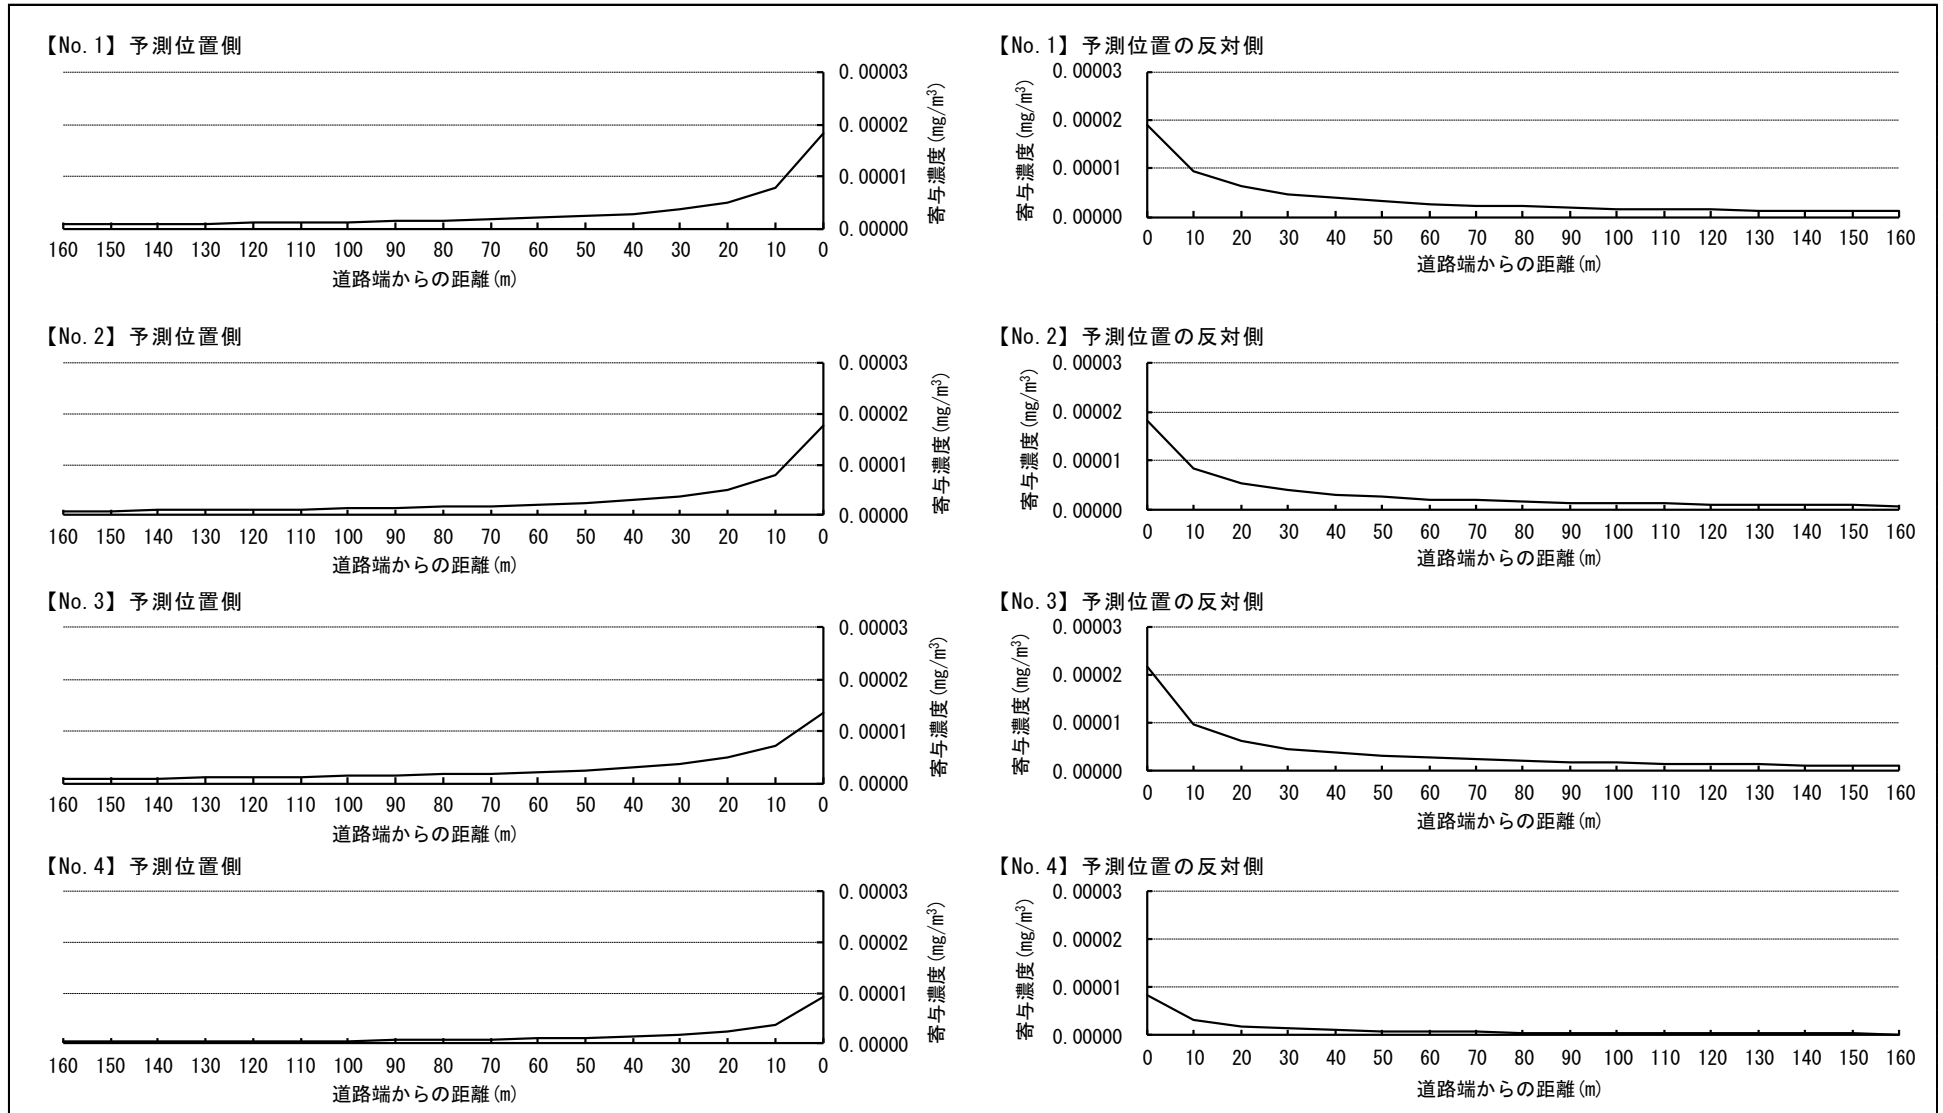 【No.1】予測位置側
0.00003
0.00002
0.00001
0.00000
寄与濃度(mg/m³)
160 150 140 130 120 110 100 90 80 70 60 50 40 30 20 10 0
道路端からの距離(m)
【No.1】予測位置の反対側
0.00003
0.00002
0.00001
0.00000
寄与濃度(mg/m³)
0 10 20 30 40 50 60 70 80 90 100 110 120 130 140 150 160
道路端からの距離(m)
【No.2】予測位置側
0.00003
0.00002
0.00001
0.00000
寄与濃度(mg/m³)
160 150 140 130 120 110 100 90 80 70 60 50 40 30 20 10 0
道路端からの距離(m)
【No.2】予測位置の反対側
0.00003
0.00002
0.00001
0.00000
寄与濃度(mg/m³)
0 10 20 30 40 50 60 70 80 90 100 110 120 130 140 150 160
道路端からの距離(m)
【No.3】予測位置側
0.00003
0.00002
0.00001
0.00000
寄与濃度(mg/m³)
160 150 140 130 120 110 100 90 80 70 60 50 40 30 20 10 0
道路端からの距離(m)
【No.3】予測位置の反対側
0.00003
0.00002
0.00001
0.00000
寄与濃度(mg/m³)
0 10 20 30 40 50 60 70 80 90 100 110 120 130 140 150 160
道路端からの距離(m)
【No.4】予測位置側
0.00003
0.00002
0.00001
0.00000
寄与濃度(mg/m³)
160 150 140 130 120 110 100 90 80 70 60 50 40 30 20 10 0
道路端からの距離(m)
【No.4】予測位置の反対側
0.00003
0.00002
0.00001
0.00000
寄与濃度(mg/m³)
0 10 20 30 40 50 60 70 80 90 100 110 120 130 140 150 160
道路端からの距離(m)